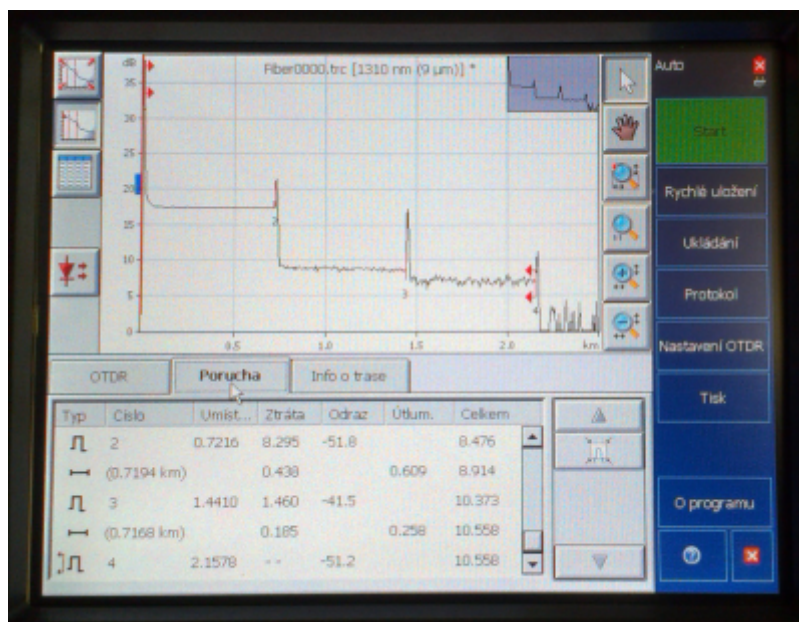 dB
Fiber0000.trc [1310 nm (9 µm)] *
35
30
25
20
15
10
5
0
0.5 1.0 1.5 2.0 km
2
3
4
Auto
Start
Rychlé uložení
Ukládání
Protokol
Nastavení OTDR
Tisk
O programu
OTDR Porucha Info o trase
Typ Číslo Umíst... Ztráta Odraz Útlum. Celkem
2 0.7216 8.295 -51.8 8.476
(0.7194 km) 0.438 0.609 8.914
3 1.4410 1.460 -41.5 10.373
(0.7168 km) 0.185 0.258 10.558
4 2.1578 -- -51.2 10.558